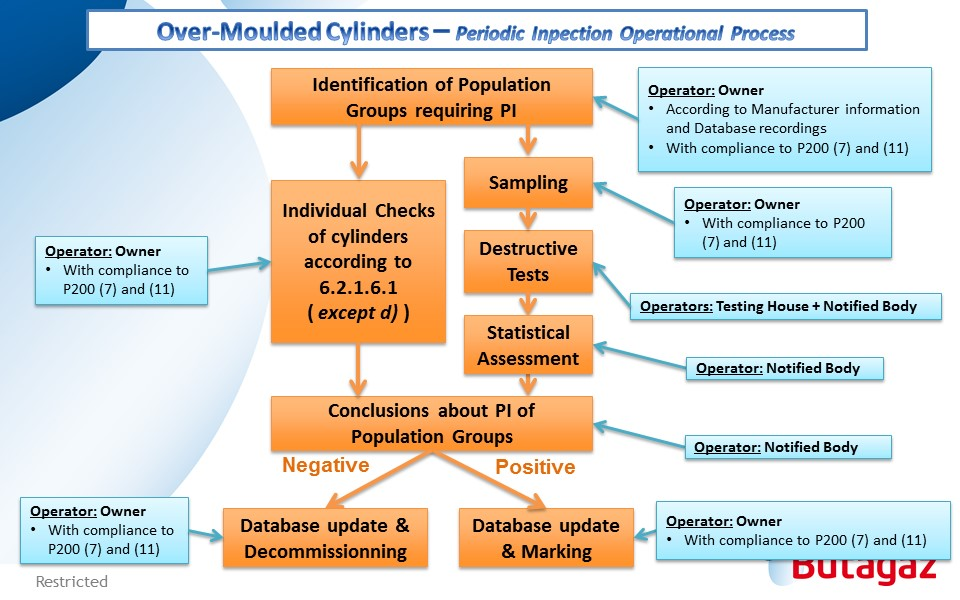 Over-Moulded Cylinders – Periodic Inpection Operational Process
Identification of Population
Groups requiring PI
Operator: Owner
• According to Manufacturer information
and Database recordings
• With compliance to P200 (7) and (11)
Sampling
Operator: Owner
• With compliance to P200
(7) and (11)
Individual Checks
of cylinders
according to
6.2.1.6.1
( except d) )
Operator: Owner
• With compliance to
P200 (7) and (11)
Destructive
Tests
Operators: Testing House + Notified Body
Statistical
Assessment
Operator: Notified Body
Conclusions about PI of
Population Groups
Operator: Notified Body
Negative
Positive
Operator: Owner
• With compliance to
P200 (7) and (11)
Database update &
Decommissionning
Database update
& Marking
Operator: Owner
• With compliance to P200 (7) and (11)
Restricted
Butagaz